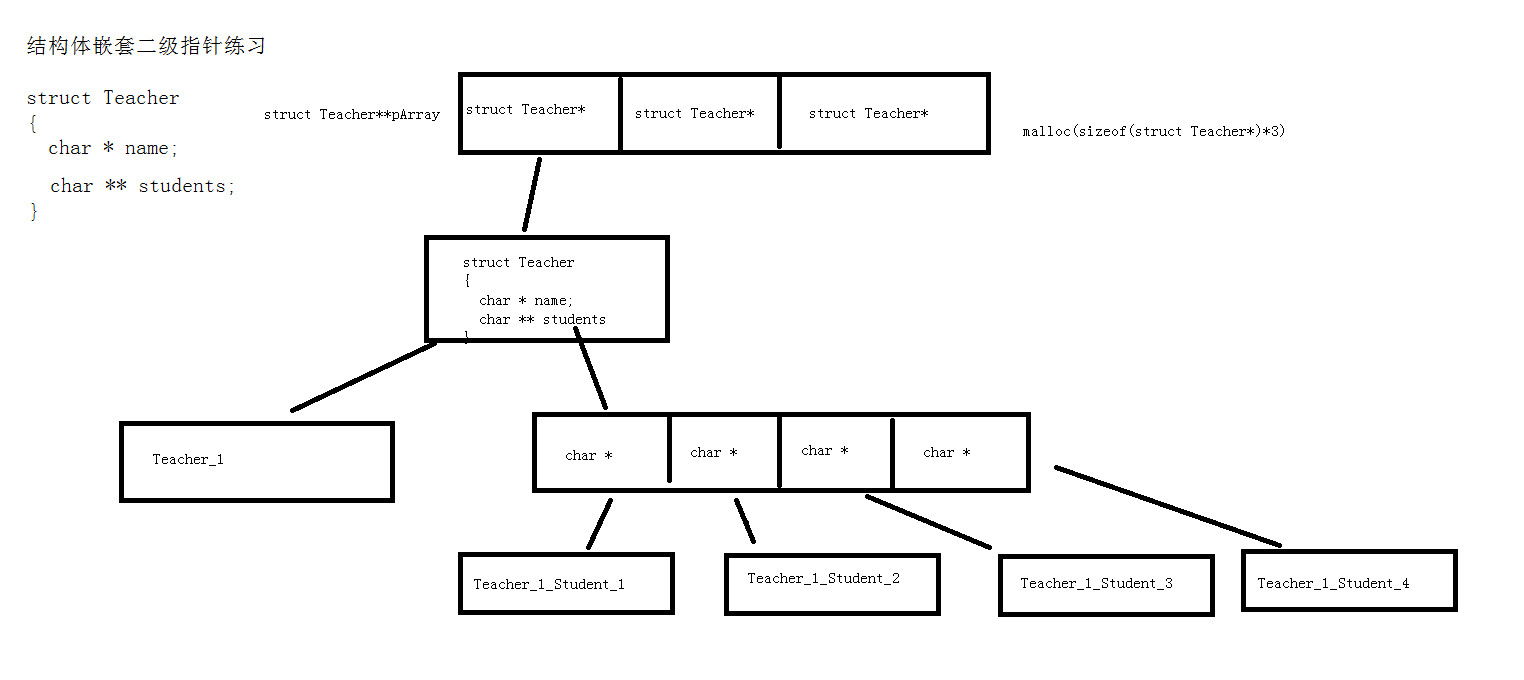 结构体嵌套二级指针练习
struct Teacher
{
char * name;
char ** students;
}
struct Teacher**pArray
struct Teacher*
struct Teacher*
struct Teacher*
malloc(sizeof(struct Teacher*)*3)
struct Teacher
{
char * name;
char ** students
}
Teacher_1
char *
char *
char *
char *
Teacher_1_Student_1
Teacher_1_Student_2
Teacher_1_Student_3
Teacher_1_Student_4